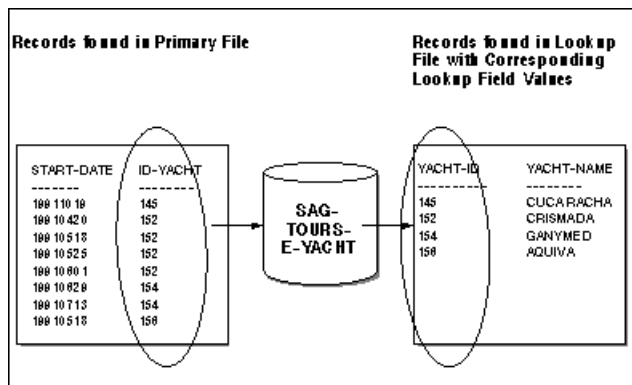 Records found in Primary File
Records found in Lookup
File with Corresponding
Lookup Field Values
START-DATE ID-YACHT
-------- ----------
19911019 145
19910420 152
19910518 152
19910525 152
19910601 152
19910629 154
19910713 154
19910518 156
SAG-
TOURS-
E-YACHT
YACHT-ID YACHT-NAME
---------- ----------
145 CUCARACHA
152 CRISMADA
154 GANYMED
156 AQUIVA